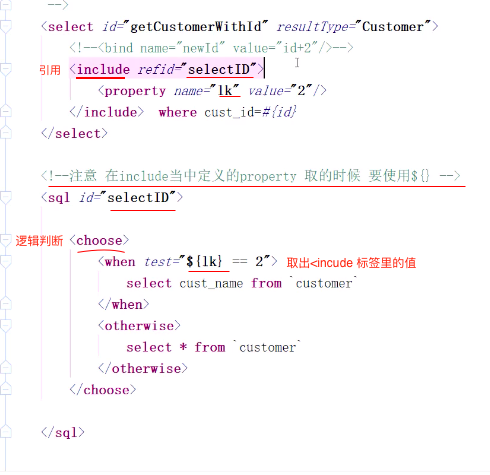 -->
<select id="getCustomerWithId" resultType="Customer">
<!--<bind name="newId" value="id+2"/>-->
引用 <include refid="selectID">
<property name="lk" value="2"/>
</include> where cust_id=#{id}
</select>
<!--注意 在include当中定义的property 取的时候 要使用${} -->
<sql id="selectID">
逻辑判断 <choose>
<when test="${lk} == 2"> 取出<incude 标签里的值
select cust_name from `customer`
</when>
<otherwise>
select * from `customer`
</otherwise>
</choose>
</sql>